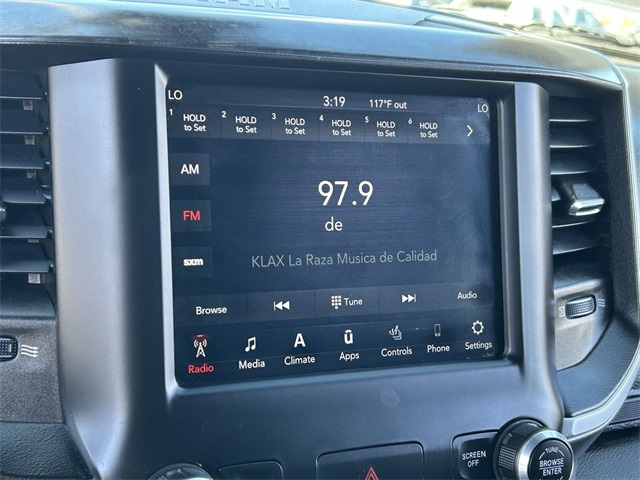 LO 3:19 117°F out LO
1 HOLD to Set 2 HOLD to Set 3 HOLD to Set 4 HOLD to Set 5 HOLD to Set 6 HOLD to Set
AM
97.9
FM
de
sxm
KLAX La Raza Musica de Calidad
Browse Tune Audio
Radio Media Climate Apps Controls Phone Settings
SCREEN OFF
TUNE
BROWSE
ENTER